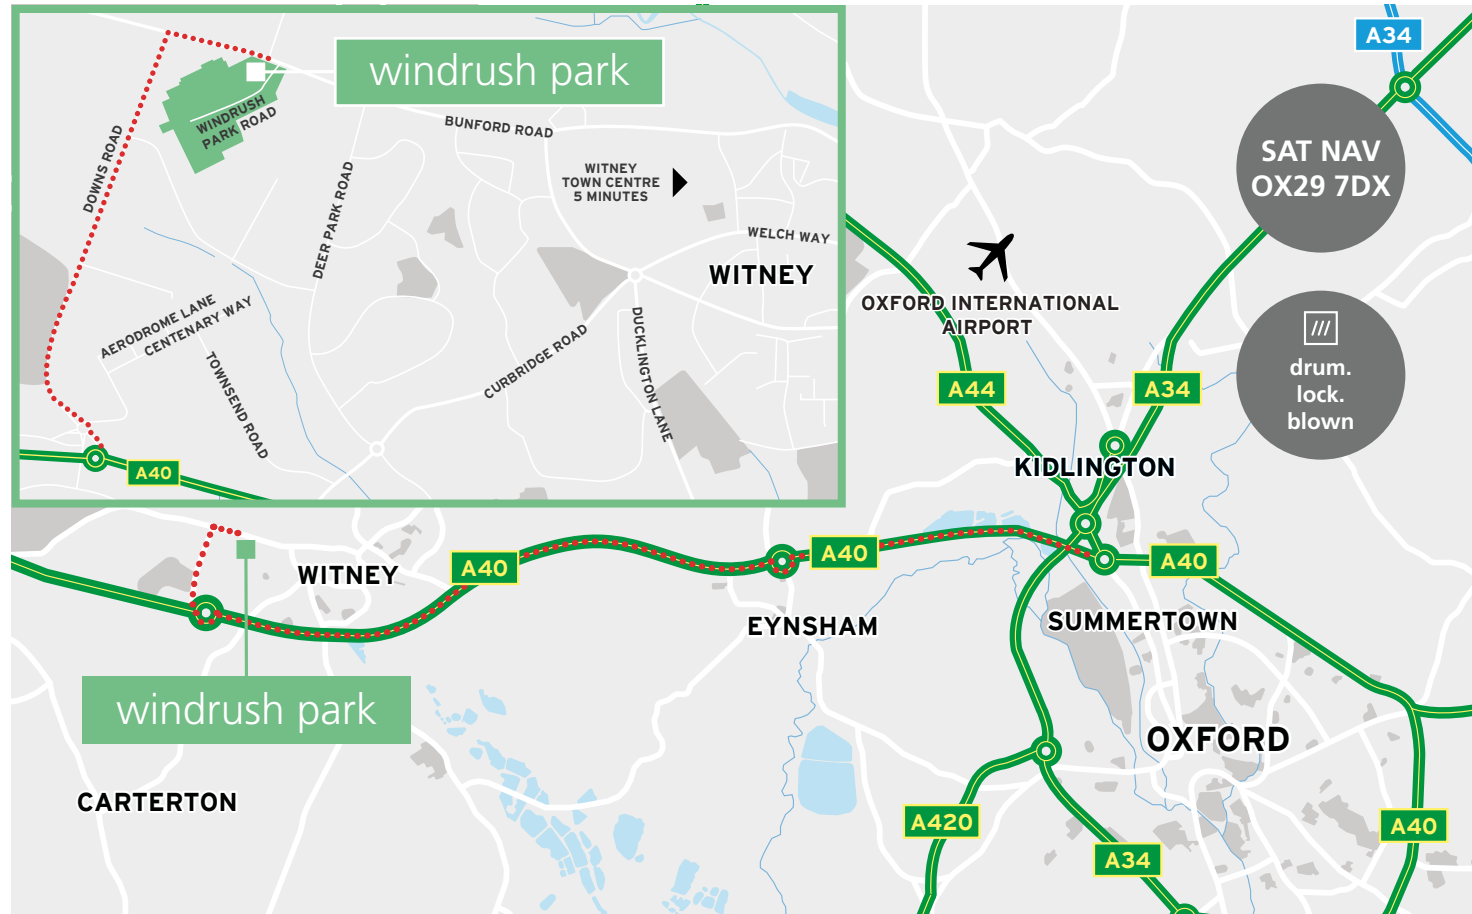 windrush park
WINDRUSH
PARK ROAD
DOWNS ROAD
BUNFORD ROAD
DEER PARK ROAD
WITNEY
TOWN CENTRE
5 MINUTES
WELCH WAY
WITNEY
AERODROME LANE
CENTENARY WAY
TOWNSEND ROAD
CURBRIDGE ROAD
DUCKLINGTON LANE
A40
A34
SAT NAV
OX29 7DX
OXFORD INTERNATIONAL
AIRPORT
drum.
lock.
blown
A44
A34
KIDLINGTON
WITNEY
A40
A40
A40
EYNSHAM
SUMMERTOWN
windrush park
OXFORD
CARTERTON
A420
A34
A40